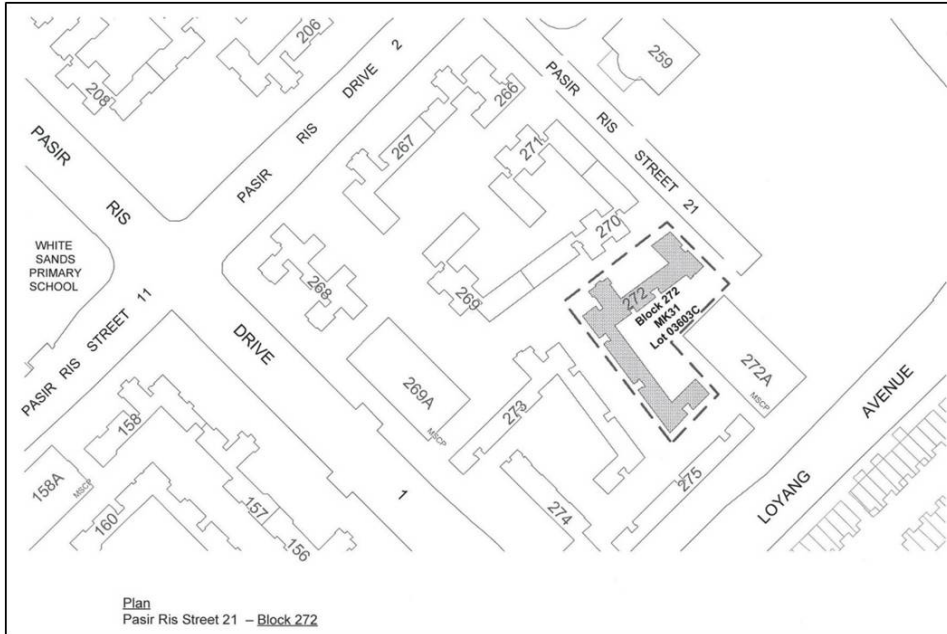 206
2
DRIVE
RIS
PASIR
208
259
PASIR
RIS
STREET
21
266
267
271
PASIR
RIS
DRIVE
1
WHITE
SANDS
PRIMARY
SCHOOL
270
268
269
272
Block 272
MK31
Lot 03603C
PASIR RIS STREET 11
269A
MSCP
272A
MSCP
273
158
158A
MSCP
LOYANG
AVENUE
275
274
160
157
156
Plan
Pasir Ris Street 21 – Block 272